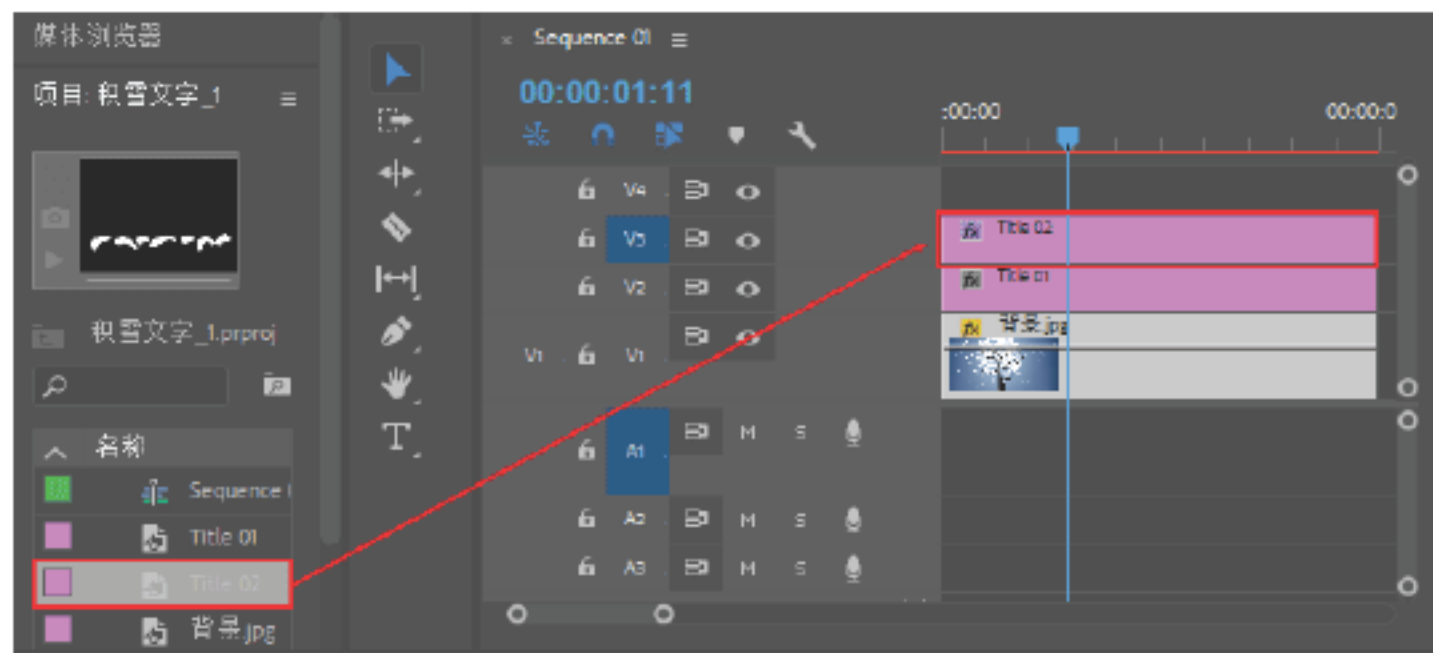 媒体浏览器
项目: 积雪文字_1
积雪文字_1.prproj
名称
Sequence
Title 01
Title 02
背景.jpg
Sequence 01
00:00:01:11
:00:00
00:00:0
V4
V3
Title 02
V2
Title 01
V1
V1
背景.jpg
A1
M
S
A2
M
S
A3
M
S